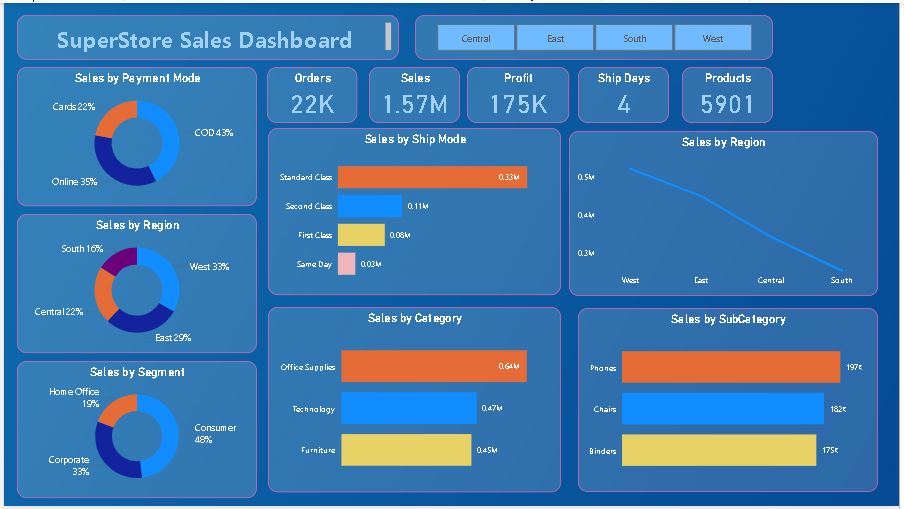 SuperStore Sales Dashboard
Central East South West
Sales by Payment Mode
Cards 22%
COD 43%
Online 35%
Orders
22K
Sales
1.57M
Profit
175K
Ship Days
4
Products
5901
Sales by Ship Mode
Standard Class 0.33M
Second Class 0.11M
First Class 0.08M
Same Day 0.03M
Sales by Region
0.5M
0.4M
0.3M
West East Central South
Sales by Region
South 16%
West 33%
Central 22%
East 29%
Sales by Segment
Home Office
19%
Consumer
48%
Corporate
33%
Sales by Category
Office Supplies 0.64M
Technology 0.47M
Furniture 0.45M
Sales by SubCategory
Phones 197K
Chairs 182K
Binders 175K